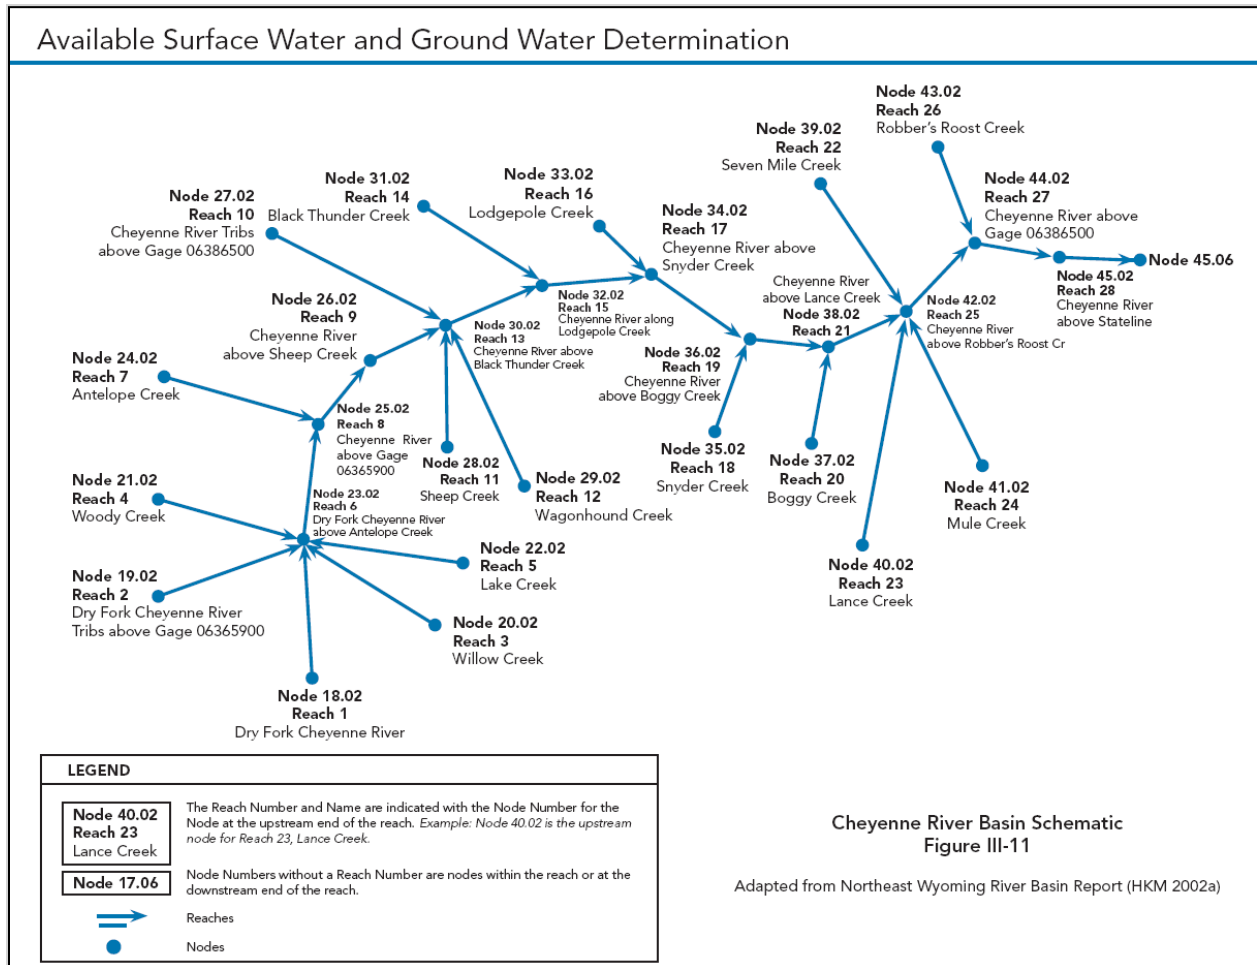 Available Surface Water and Ground Water Determination
Node 43.02
Reach 26
Robber's Roost Creek
Node 39.02
Reach 22
Seven Mile Creek
Node 33.02
Reach 16
Lodgepole Creek
Node 31.02
Reach 14
Black Thunder Creek
Node 27.02
Reach 10
Cheyenne River Tribs
above Gage 06386500
Node 44.02
Reach 27
Cheyenne River above
Gage 06386500
Node 34.02
Reach 17
Cheyenne River above
Snyder Creek
Node 45.06
Node 45.02
Reach 28
Cheyenne River
above Stateline
Cheyenne River
above Lance Creek
Node 38.02
Reach 21
Node 42.02
Reach 25
Cheyenne River
above Robber's Roost Cr
Node 26.02
Reach 9
Cheyenne River
above Sheep Creek
Node 32.02
Reach 15
Cheyenne River along
Lodgepole Creek
Node 30.02
Reach 13
Cheyenne River above
Black Thunder Creek
Node 36.02
Reach 19
Cheyenne River
above Boggy Creek
Node 24.02
Reach 7
Antelope Creek
Node 25.02
Reach 8
Cheyenne River
above Gage
06365900
Node 28.02
Reach 11
Sheep Creek
Node 29.02
Reach 12
Wagonhound Creek
Node 35.02
Reach 18
Snyder Creek
Node 37.02
Reach 20
Boggy Creek
Node 41.02
Reach 24
Mule Creek
Node 21.02
Reach 4
Woody Creek
Node 23.02
Reach 6
Dry Fork Cheyenne River
above Antelope Creek
Node 22.02
Reach 5
Lake Creek
Node 40.02
Reach 23
Lance Creek
Node 19.02
Reach 2
Dry Fork Cheyenne River
Tribs above Gage 06365900
Node 20.02
Reach 3
Willow Creek
Node 18.02
Reach 1
Dry Fork Cheyenne River
LEGEND
Node 40.02
Reach 23
Lance Creek
The Reach Number and Name are indicated with the Node Number for the
Node at the upstream end of the reach. Example: Node 40.02 is the upstream
node for Reach 23, Lance Creek.
Node 17.06
Node Numbers without a Reach Number are nodes within the reach or at the
downstream end of the reach.
Reaches
Nodes
Cheyenne River Basin Schematic
Figure III-11
Adapted from Northeast Wyoming River Basin Report (HKM 2002a)